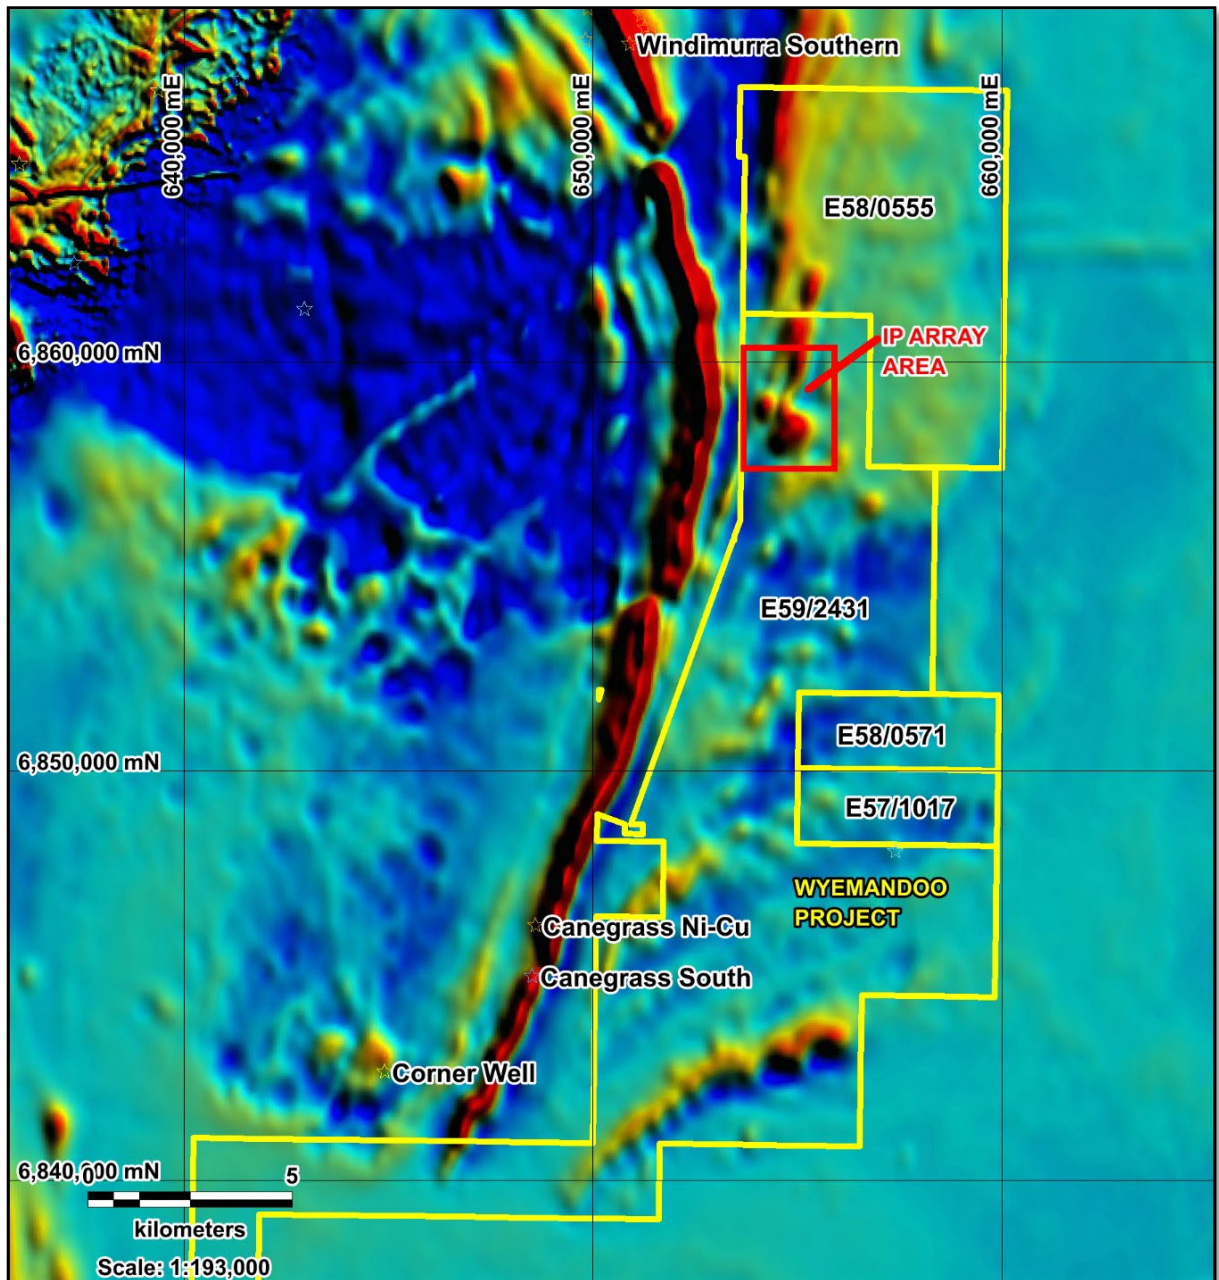 Windimurra Southern
640,000 mE
650,000 mE
660,000 mE
E58/0555
IP ARRAY
AREA
6,860,000 mN
E59/2431
E58/0571
6,850,000 mN
E57/1017
WYEMANDOO
PROJECT
Canegrass Ni-Cu
Canegrass South
Corner Well
6,840,000 mN
0 5
kilometers
Scale: 1:193,000